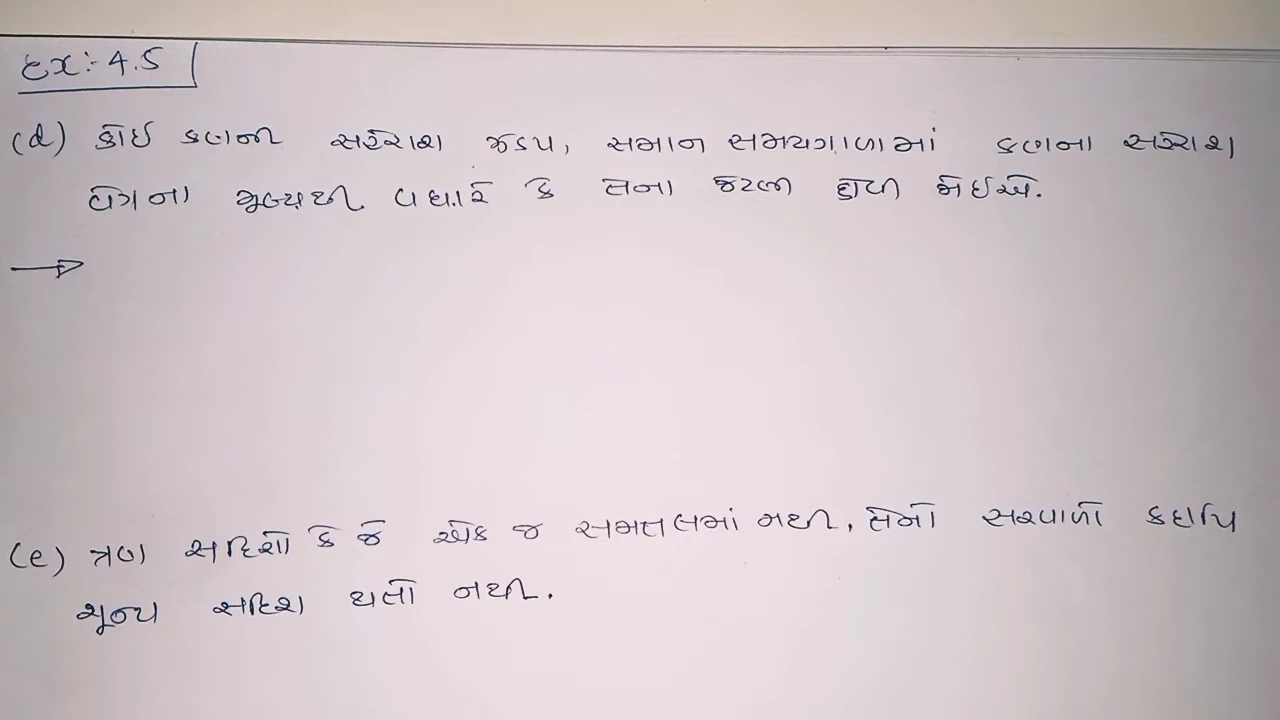 Ex:- 4.5
(d) કોઈ કણની સરેરાશ ઝડપ, સમાન સમયગાળામાં કણના સરેરાશ
વેગના મૂલ્યથી વધારે કે તેના જેટલી હોવી જોઈએ.
(e) ત્રણ સદિશો કે જે એક જ સમતલમાં નથી, તેનો સરવાળો કદાપિ
શૂન્ય સદિશ થતો નથી.